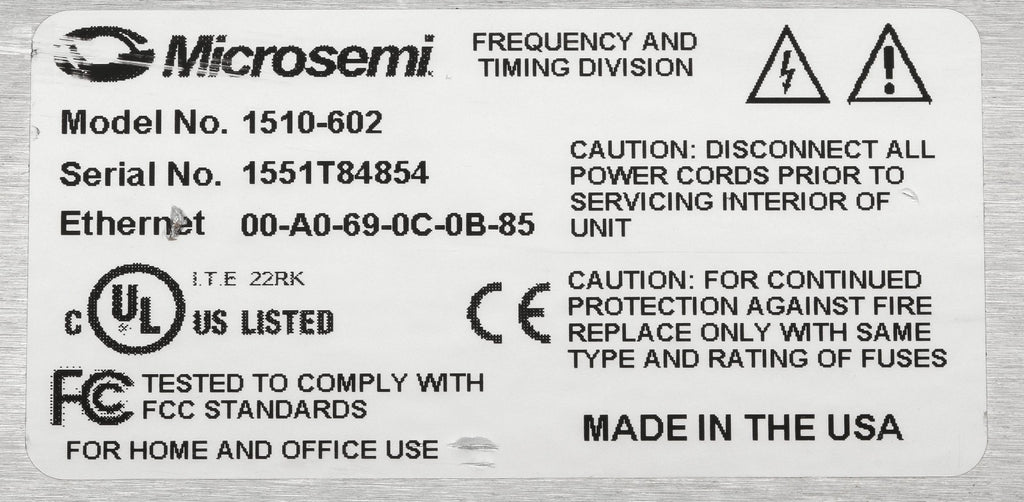 Microsemi
FREQUENCY AND
TIMING DIVISION
Model No. 1510-602
Serial No. 1551T84854
Ethernet 00-A0-69-0C-0B-85
CAUTION: DISCONNECT ALL
POWER CORDS PRIOR TO
SERVICING INTERIOR OF
UNIT
C UL US LISTED
I.T.E 22RK
CE
CAUTION: FOR CONTINUED
PROTECTION AGAINST FIRE
REPLACE ONLY WITH SAME
TYPE AND RATING OF FUSES
FC TESTED TO COMPLY WITH
FCC STANDARDS
FOR HOME AND OFFICE USE
MADE IN THE USA